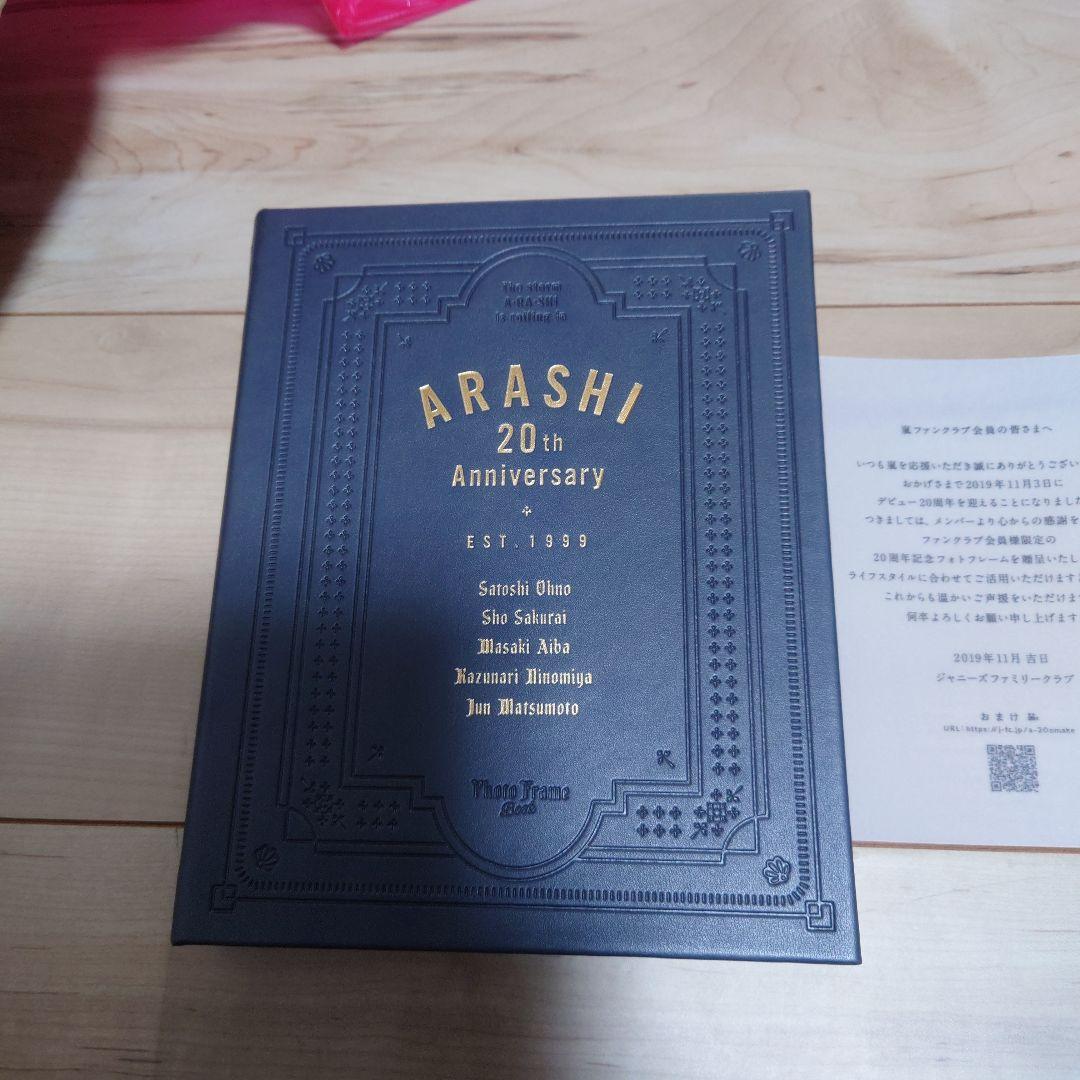 The storm
A·RA·SHI
is rolling in
ARASHI
20th
Anniversary
EST.1999
Satoshi Ohno
Sho Sakurai
Masaki Aiba
Kazunari Ninomiya
Jun Matsumoto
Photo Frame
Book
嵐ファンクラブ会員の皆さまへ
いつも嵐を応援いただき誠にありがとうござい
おかげさまで2019年11月3日に
デビュー20周年を迎えることになりました
つきましては、メンバーより心からの感謝を
ファンクラブ会員様限定の
20周年記念フォトフレームを贈呈いたし
ライフスタイルに合わせてご活用いただけますと
これからも温かいご声援をいただけます
何卒よろしくお願い申し上げます
2019年11月 吉日
ジャニーズファミリークラブ
おまけ
URL:https://j-fc.jp/s-20omake